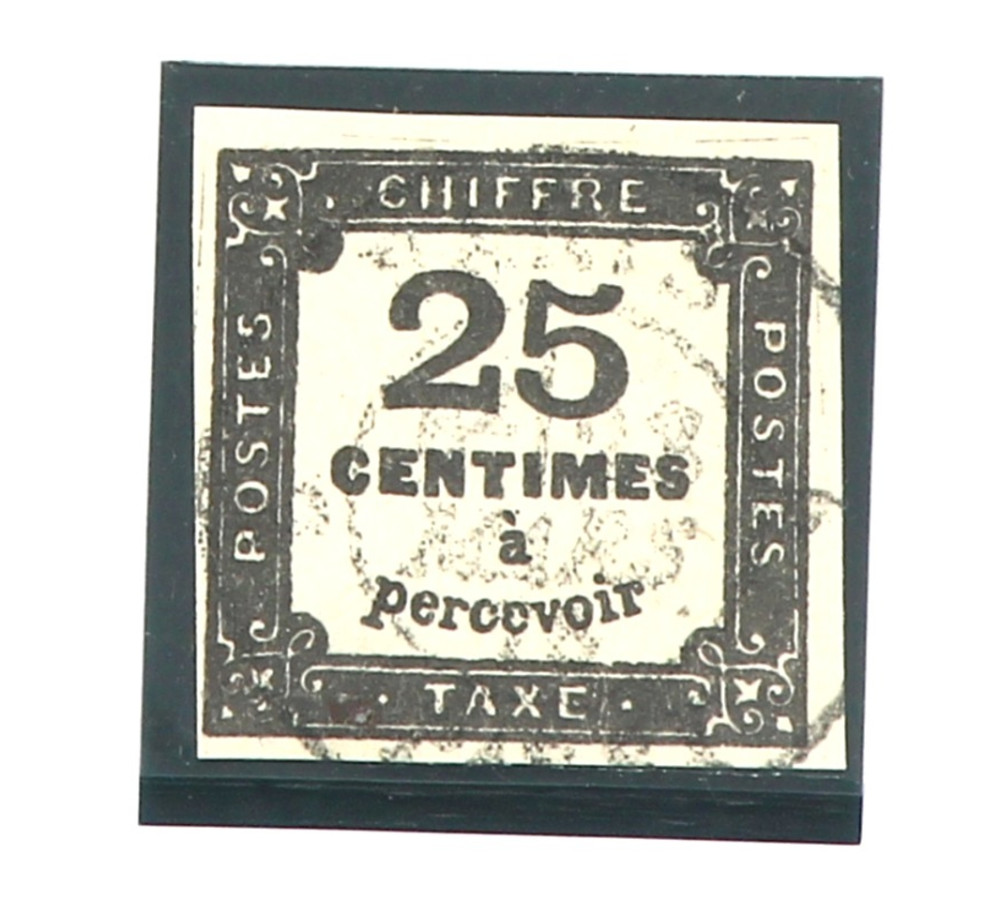 CHIFFRE
POSTES
25
CENTIMES
à
percevoir
POSTES
TAXE